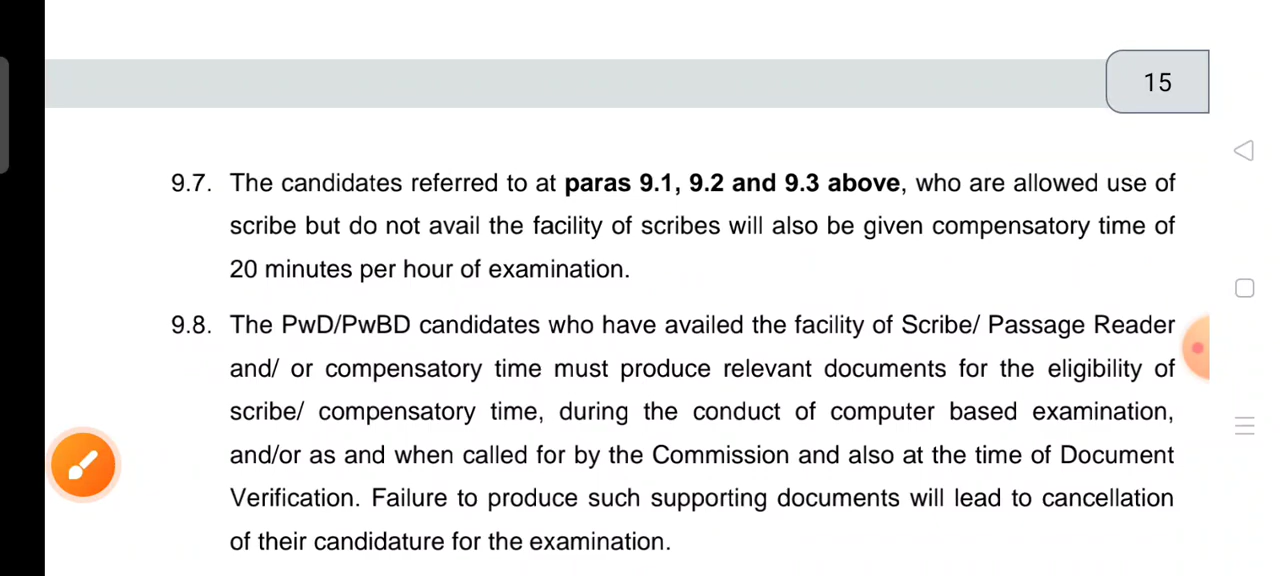 15
9.7. The candidates referred to at paras 9.1, 9.2 and 9.3 above, who are allowed use of
scribe but do not avail the facility of scribes will also be given compensatory time of
20 minutes per hour of examination.
9.8. The PwD/PwBD candidates who have availed the facility of Scribe/ Passage Reader
and/ or compensatory time must produce relevant documents for the eligibility of
scribe/ compensatory time, during the conduct of computer based examination,
and/or as and when called for by the Commission and also at the time of Document
Verification. Failure to produce such supporting documents will lead to cancellation
of their candidature for the examination.